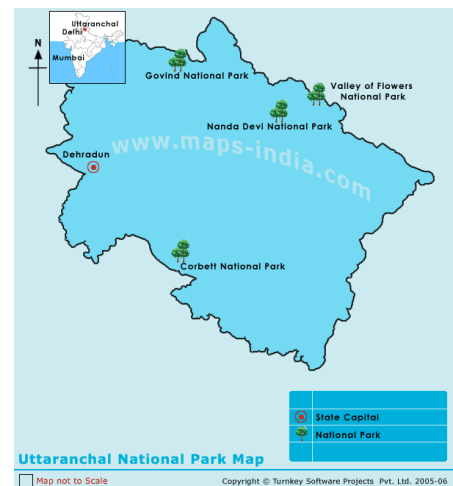 Uttaranchal
Delhi
Mumbai
N
Govind National Park
Valley of Flowers
National Park
Nanda Devi National Park
www.maps-india.com
Dehradun
Corbett National Park
State Capital
National Park
Uttaranchal National Park Map
Map not to Scale
Copyright © Turnkey Software Projects Pvt. Ltd. 2005-06